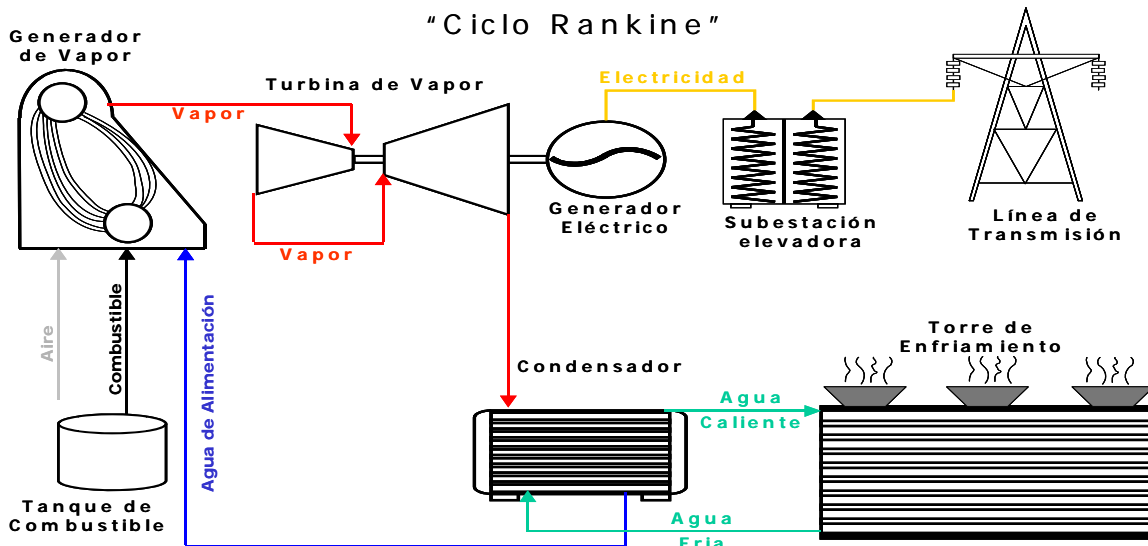 “Ciclo Rankine”
Generador
de Vapor
Turbina de Vapor
Electricidad
Vapor
Generador
Eléctrico
Subestación
elevadora
Línea de
Transmisión
Vapor
Aire
Combustible
Agua de Alimentación
Condensador
Torre de
Enfriamiento
Agua
Caliente
Tanque de
Combustible
Agua
Fria